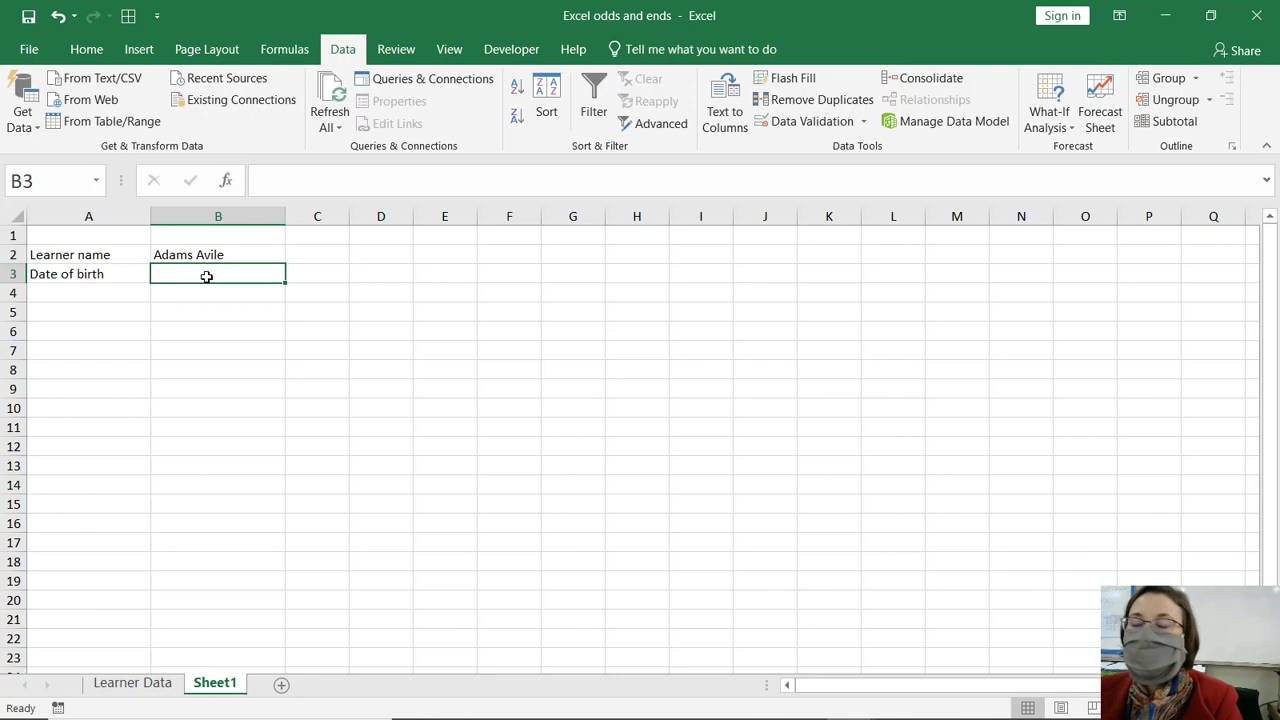 Excel odds and ends - Excel
Sign in
File Home Insert Page Layout Formulas Data Review View Developer Help Tell me what you want to do Share
Get Data
From Text/CSV
From Web
From Table/Range
Recent Sources
Existing Connections
Get & Transform Data
Refresh All
Queries & Connections
Properties
Edit Links
Queries & Connections
Sort
Filter
Clear
Reapply
Advanced
Sort & Filter
Text to Columns
Flash Fill
Remove Duplicates
Data Validation
Consolidate
Relationships
Manage Data Model
Data Tools
What-If Analysis
Forecast Sheet
Forecast
Group
Ungroup
Subtotal
Outline
B3
fx
A B C D E F G H I J K L M N O P Q
1
2 Learner name Adams Avile
3 Date of birth
4
5
6
7
8
9
10
11
12
13
14
15
16
17
18
19
20
21
22
23
Learner Data Sheet1
Ready